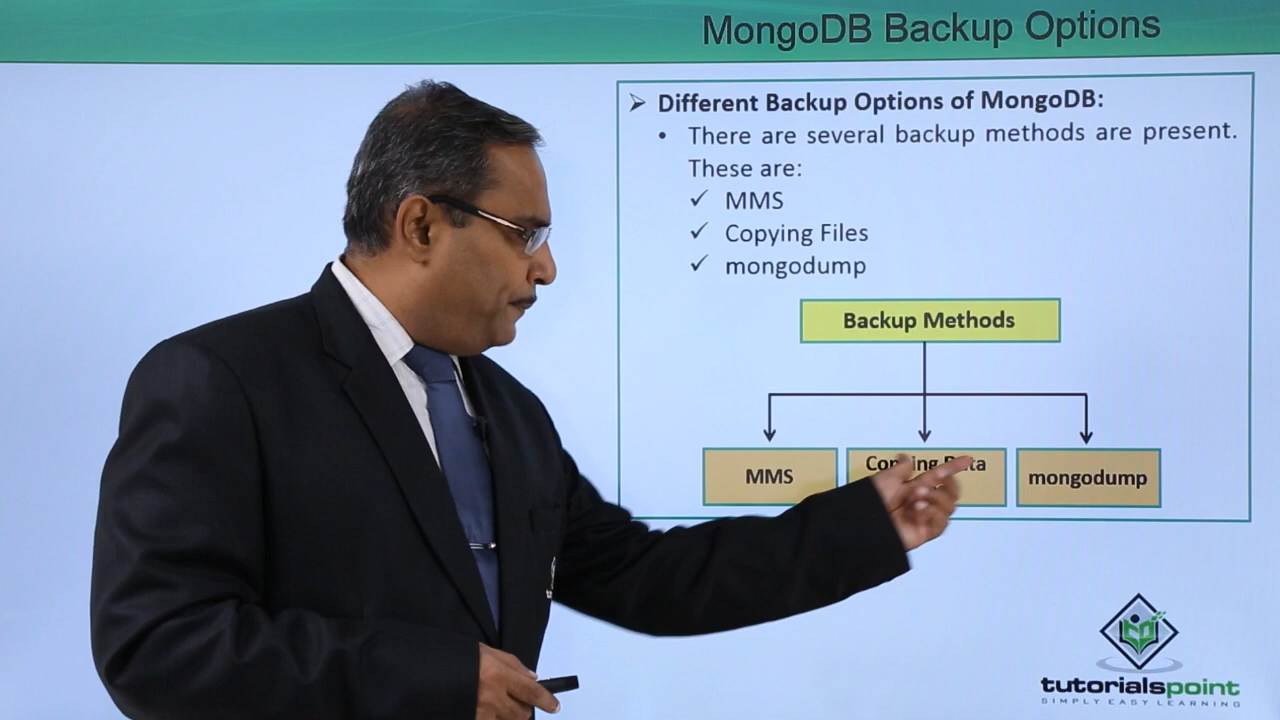 MongoDB Backup Options
➢ Different Backup Options of MongoDB:
• There are several backup methods are present.
These are:
✓ MMS
✓ Copying Files
✓ mongodump
Backup Methods
MMS
mongodump
tutorialspoint
SIMPLY EASY LEARNING